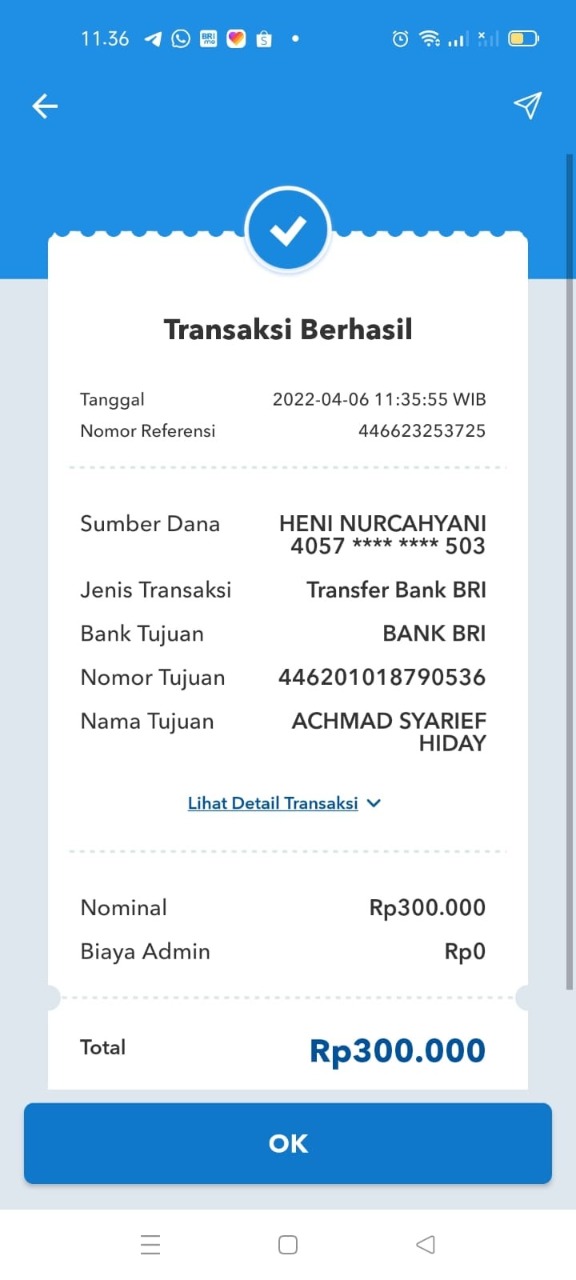 11.36
Transaksi Berhasil
Tanggal 2022-04-06 11:35:55 WIB
Nomor Referensi 446623253725
Sumber Dana HENI NURCAHYANI
4057 **** **** 503
Jenis Transaksi Transfer Bank BRI
Bank Tujuan BANK BRI
Nomor Tujuan 446201018790536
Nama Tujuan ACHMAD SYARIEF
HIDAY
Lihat Detail Transaksi
Nominal Rp300.000
Biaya Admin Rp0
Total Rp300.000
OK